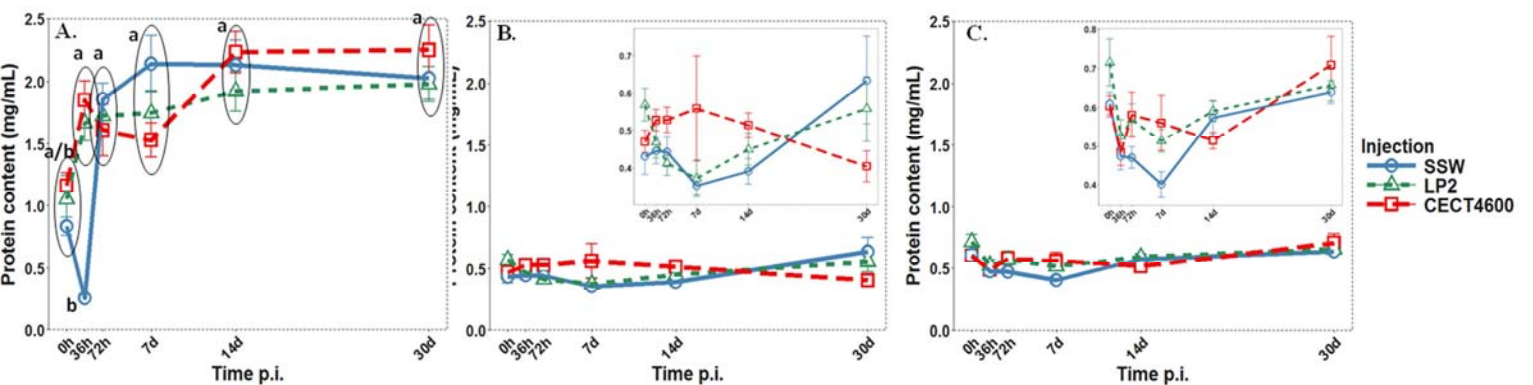 A.
Protein content (mg/mL)
2.5
2.0
1.5
1.0
0.5
0.0
a/b
b
a
a
a
a
a
0h
36h
72h
7d
14d
30d
Time p.i.
B.
2.5
2.0
1.5
1.0
0.5
0.0
0h
36h
72h
7d
14d
30d
Time p.i.
0.7
0.6
0.5
0.4
0h
36h
72h
7d
14d
30d
C.
Protein content (mg/mL)
2.5
2.0
1.5
1.0
0.5
0.0
0h
36h
72h
7d
14d
30d
Time p.i.
0.8
0.7
0.6
0.5
0.4
0h
36h
72h
7d
14d
30d
Injection
SSW
LP2
CECT4600